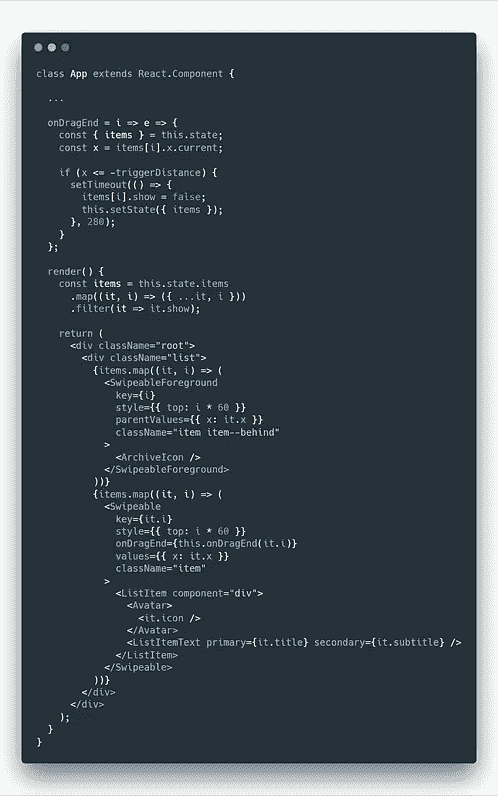 class App extends React.Component {
...
onDragEnd = i => e => {
const { items } = this.state;
const x = items[i].x.current;
if (x <= -triggerDistance) {
setTimeout(() => {
items[i].show = false;
this.setState({ items });
}, 280);
}
};
render() {
const items = this.state.items
.map((it, i) => ({ ...it, i }))
.filter(it => it.show);
return (
<div className="root">
<div className="list">
{items.map((it, i) => (
<SwipeableForeground
key={i}
style={{ top: i * 60 }}
parentValues={{ x: it.x }}
className="item item--behind"
>
<ArchiveIcon />
</SwipeableForeground>
))}
{items.map((it, i) => (
<Swipeable
key={it.i}
style={{ top: i * 60 }}
onDragEnd={this.onDragEnd(it.i)}
values={{ x: it.x }}
className="item"
>
<ListItem component="div">
<Avatar>
<it.icon />
</Avatar>
<ListItemText primary={it.title} secondary={it.subtitle} />
</ListItem>
</Swipeable>
))}
</div>
</div>
);
}
}